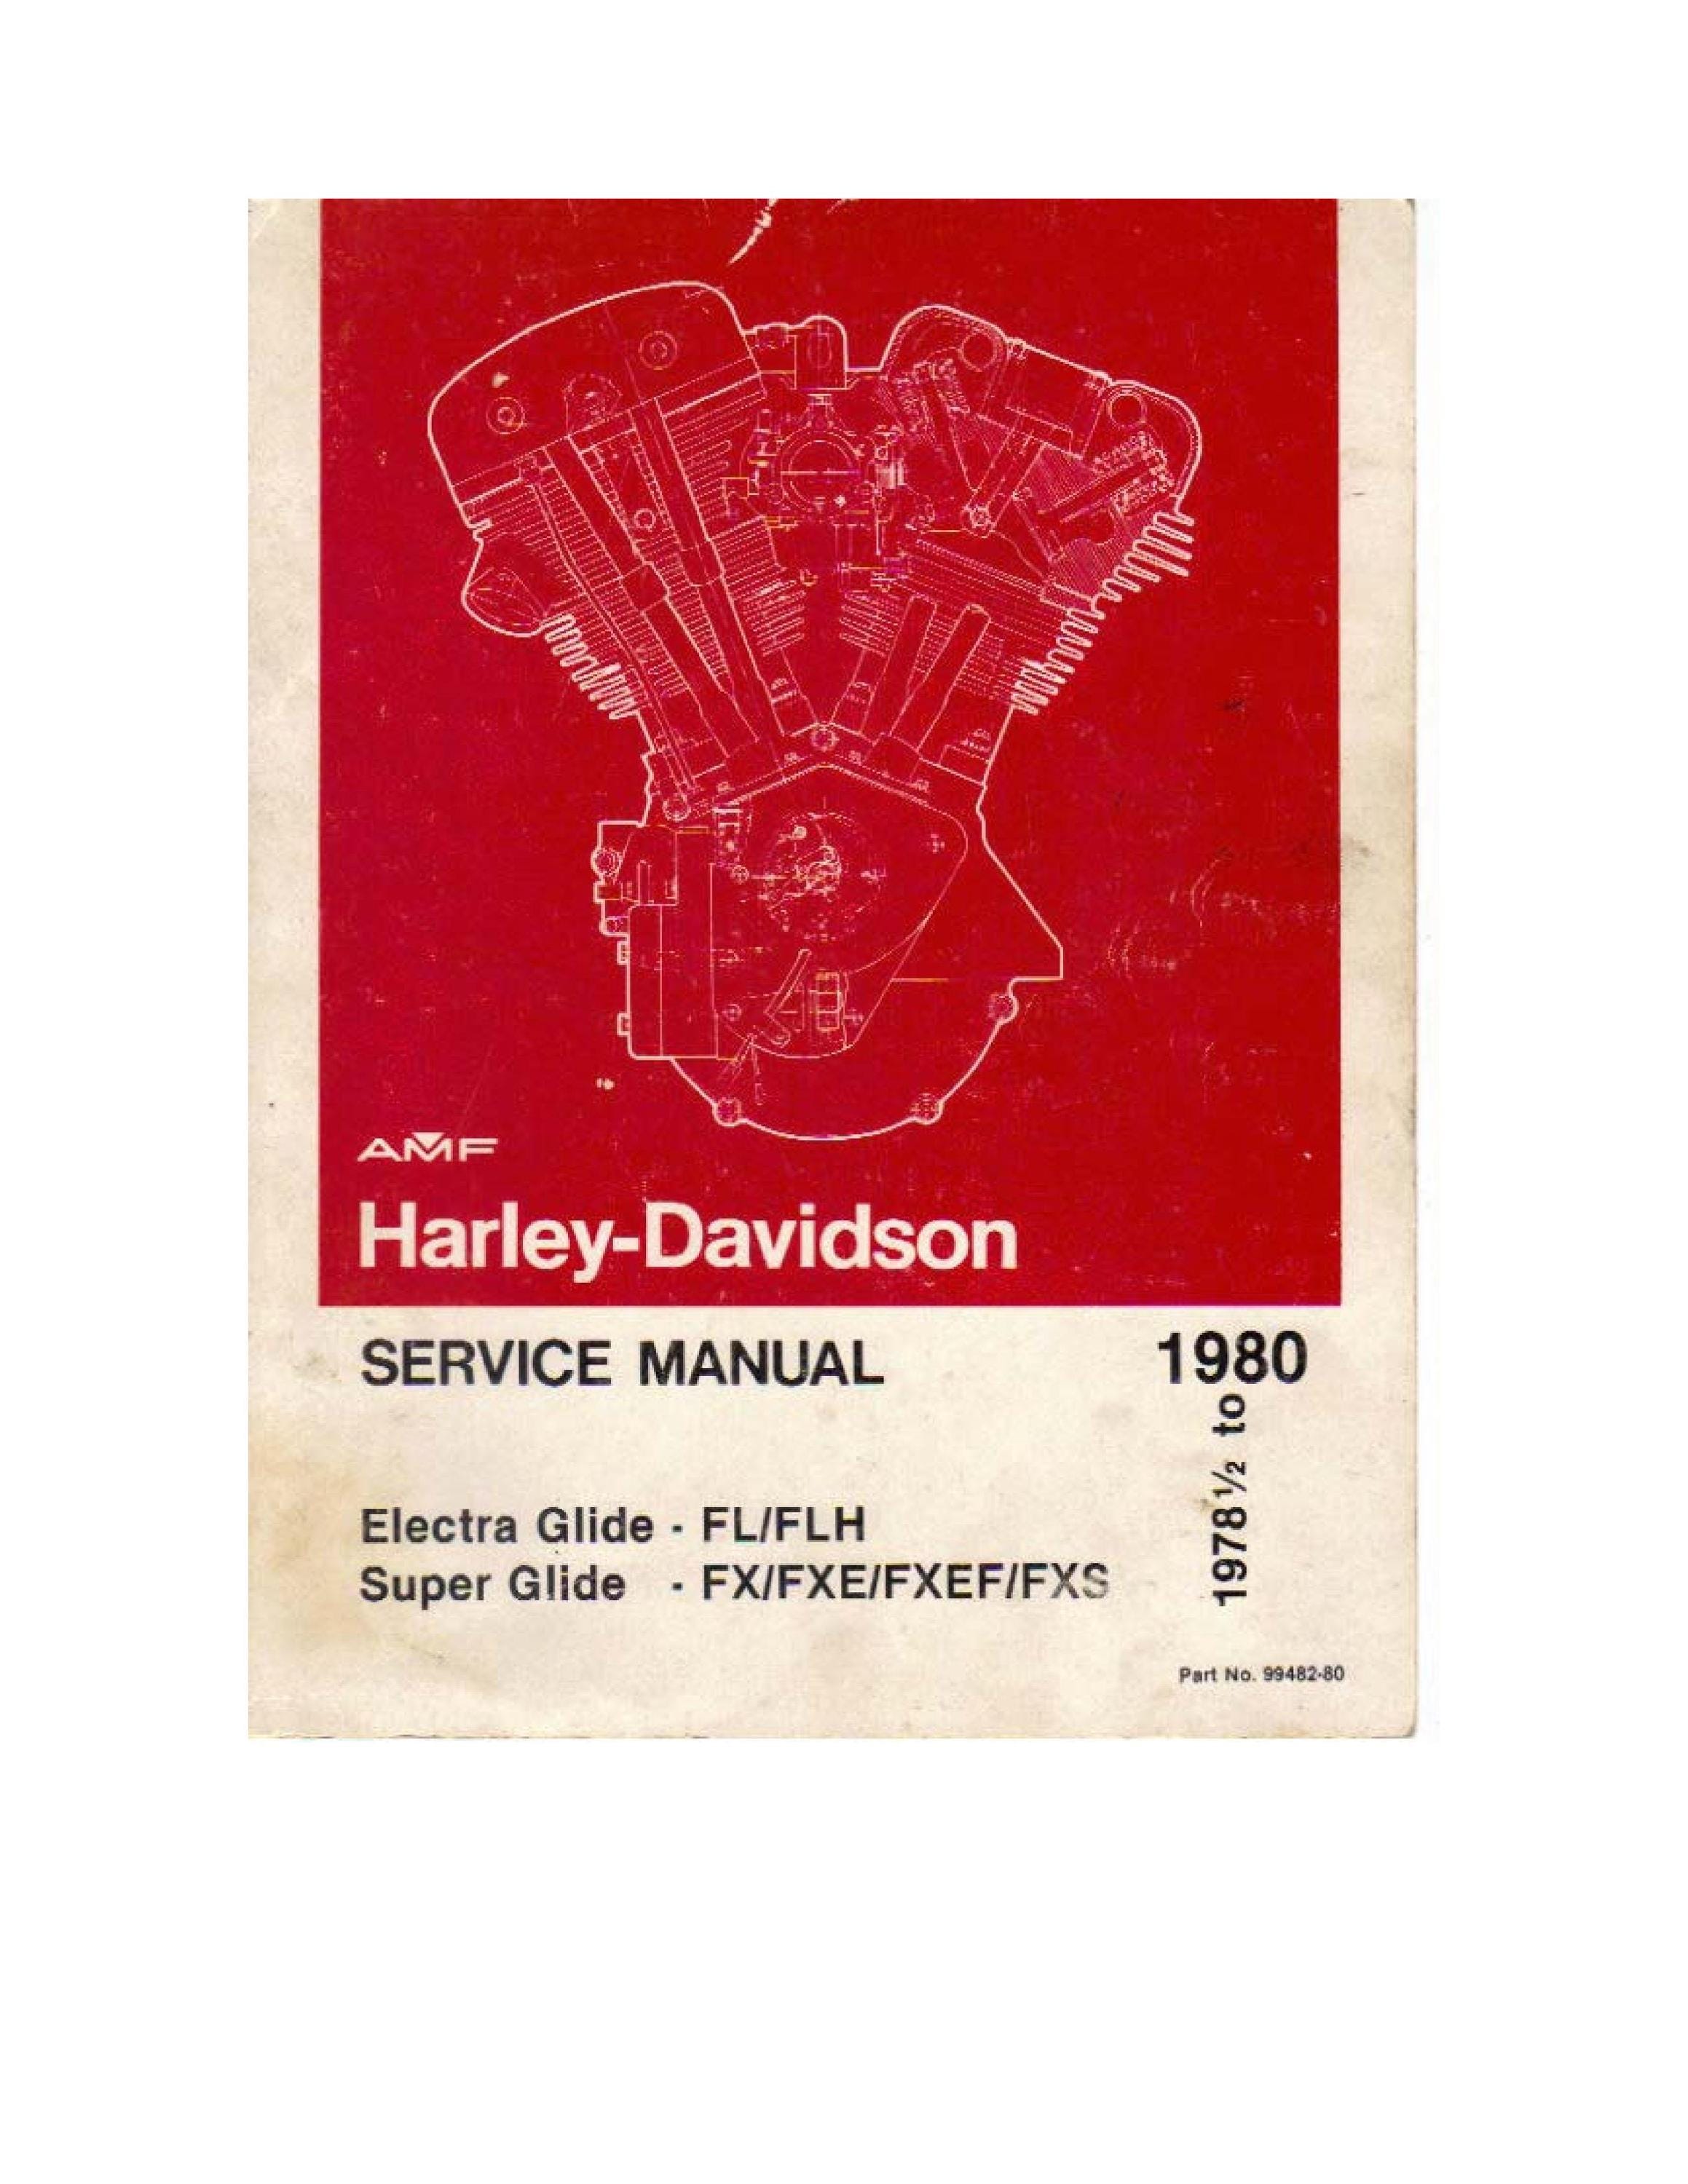 AMF
Harley-Davidson
SERVICE MANUAL 1980
1978½ to
Electra Glide - FL/FLH
Super Glide - FX/FXE/FXEF/FXS
Part No. 99482-80